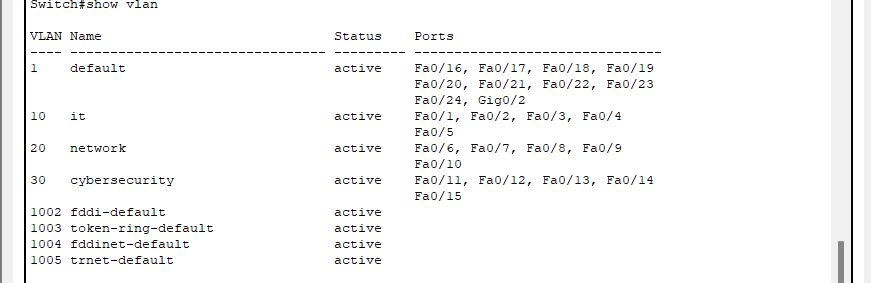 Switch#show vlan
VLAN Name Status Ports
---- -------------------------------- --------- -------------------------------
1 default active Fa0/16, Fa0/17, Fa0/18, Fa0/19
Fa0/20, Fa0/21, Fa0/22, Fa0/23
Fa0/24, Gig0/2
10 it active Fa0/1, Fa0/2, Fa0/3, Fa0/4
Fa0/5
20 network active Fa0/6, Fa0/7, Fa0/8, Fa0/9
Fa0/10
30 cybersecurity active Fa0/11, Fa0/12, Fa0/13, Fa0/14
Fa0/15
1002 fddi-default active
1003 token-ring-default active
1004 fddinet-default active
1005 trnet-default active